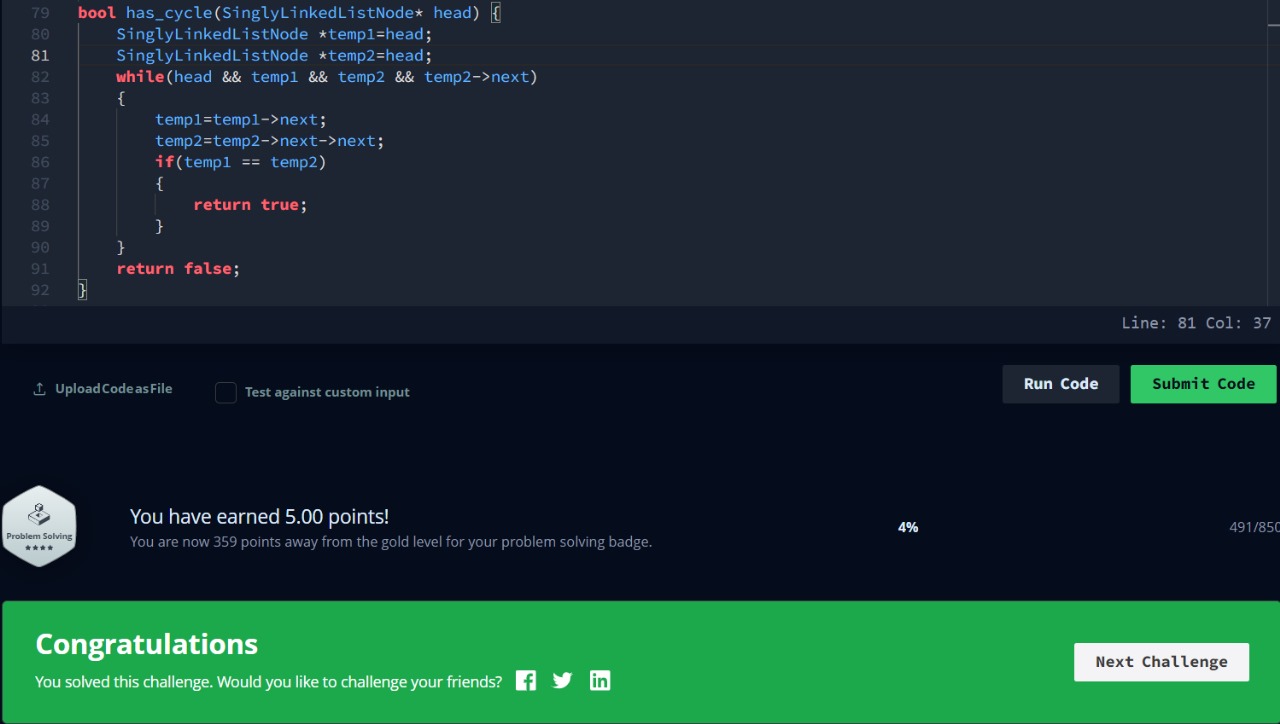 79 bool has_cycle(SinglyLinkedListNode* head) {
80     SinglyLinkedListNode *temp1=head;
81     SinglyLinkedListNode *temp2=head;
82     while(head && temp1 && temp2 && temp2->next)
83     {
84         temp1=temp1->next;
85         temp2=temp2->next->next;
86         if(temp1 == temp2)
87         {
88             return true;
89         }
90     }
91     return false;
92 }
Line: 81 Col: 37
Upload Code as File Test against custom input Run Code Submit Code
Problem Solving
You have earned 5.00 points!
You are now 359 points away from the gold level for your problem solving badge.
4%
491/850
Congratulations
You solved this challenge. Would you like to challenge your friends?
Next Challenge